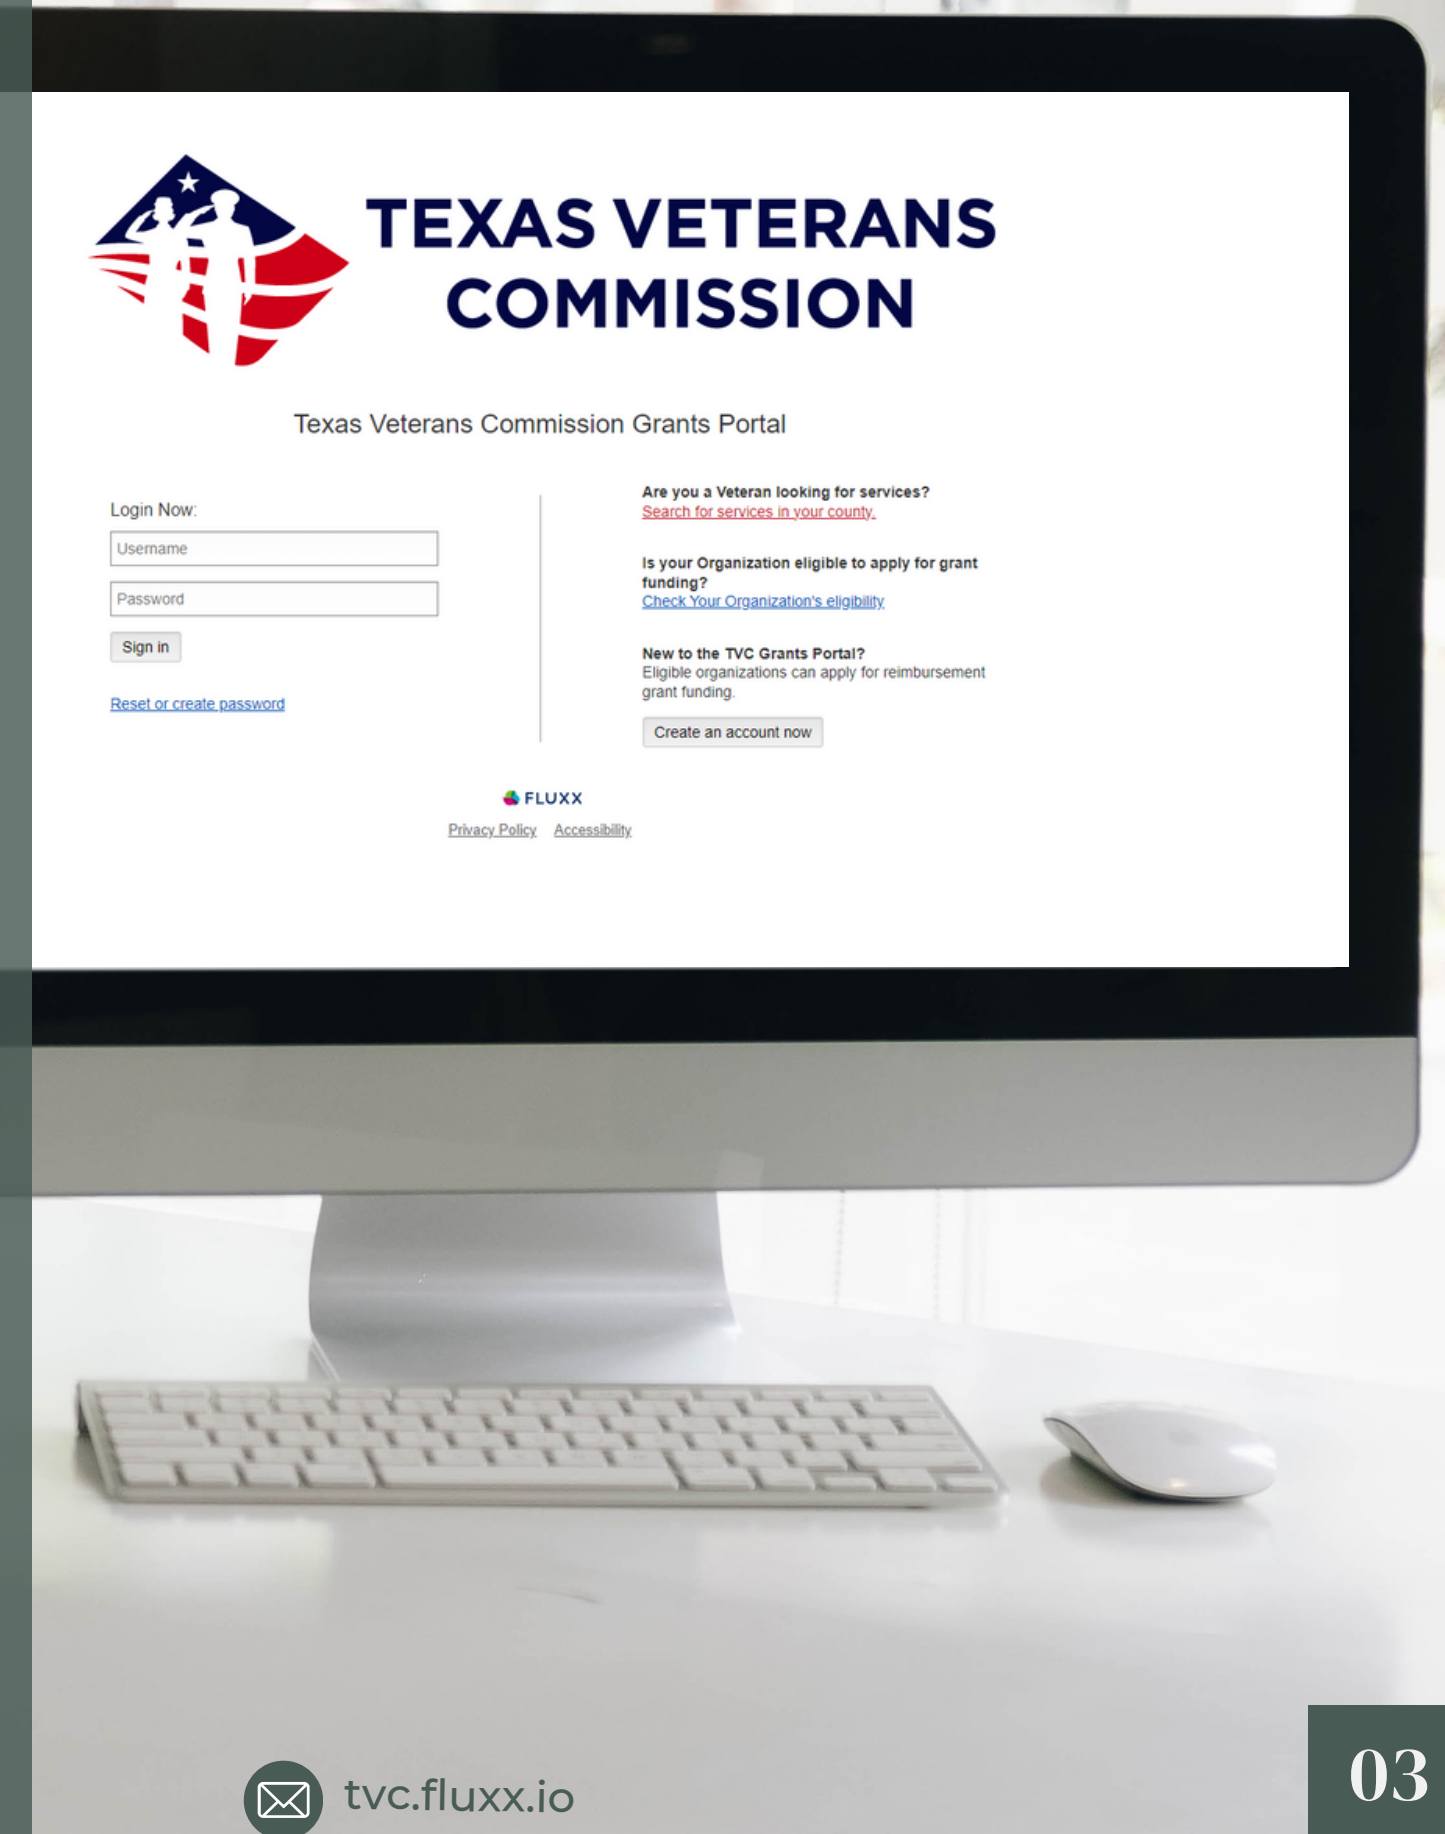 TEXAS VETERANS
COMMISSION
Texas Veterans Commission Grants Portal
Login Now:
Username
Password
Sign in
Reset or create password
Are you a Veteran looking for services?
Search for services in your county.
Is your Organization eligible to apply for grant
funding?
Check Your Organization's eligibility
New to the TVC Grants Portal?
Eligible organizations can apply for reimbursement
grant funding.
Create an account now
FLUXX
Privacy Policy Accessibility
tvc.fluxx.io
03